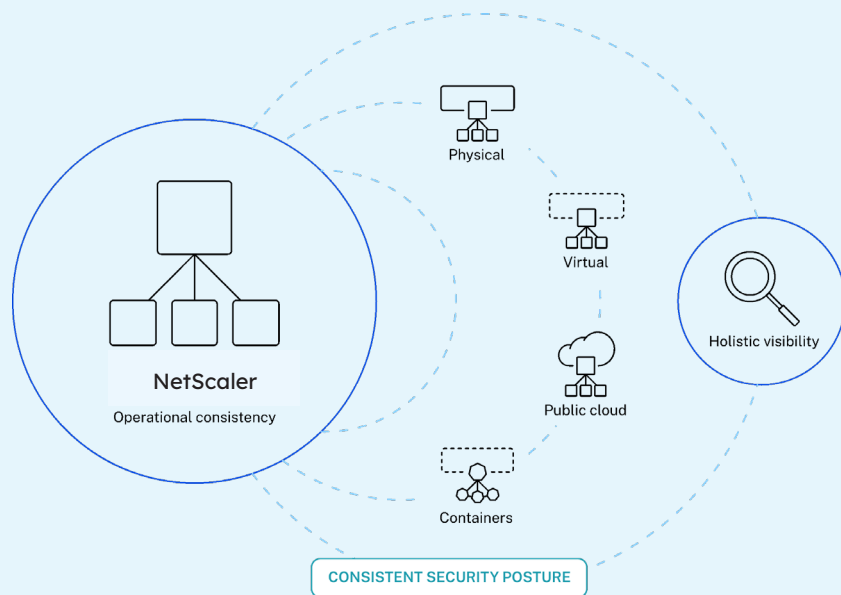 Physical
Virtual
Holistic visibility
NetScaler
Operational consistency
Public cloud
Containers
CONSISTENT SECURITY POSTURE